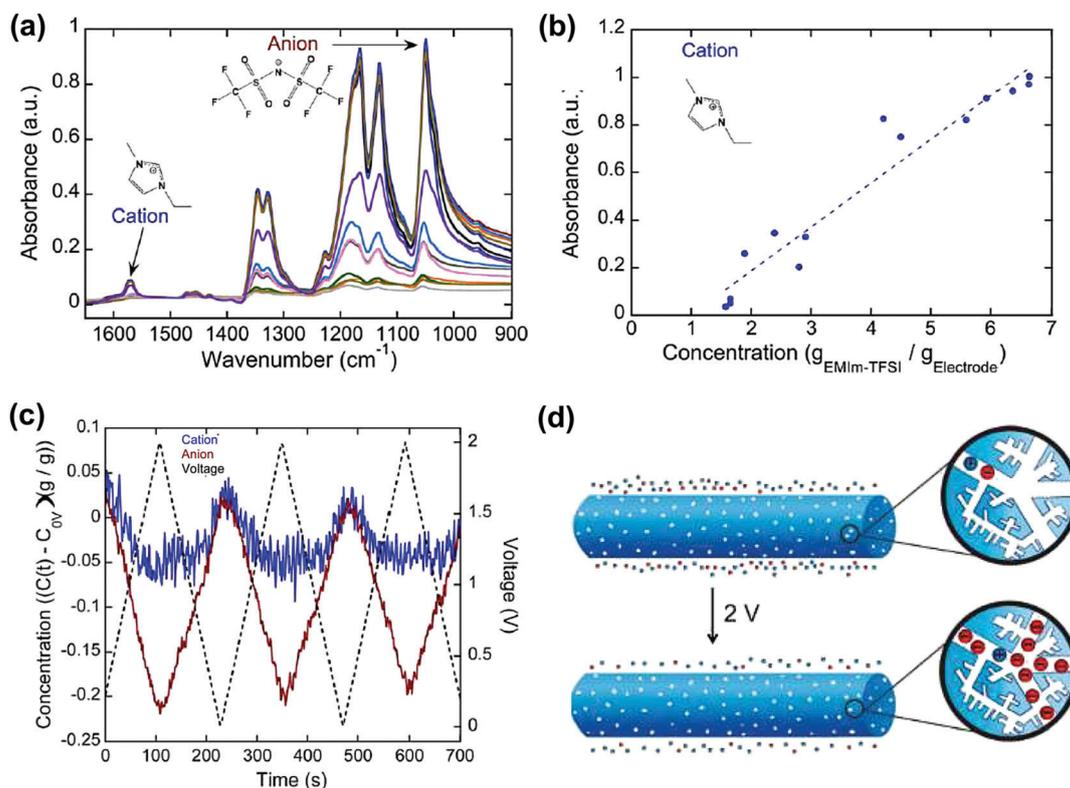 (a)
Absorbance (a.u.)
1
0.8
0.6
0.4
0.2
0
Anion
O
⊖
O
F
S
N
S
F
C
C
F
O
O
F
F
F
N
⊕
N
Cation
1600 1500 1400 1300 1200 1100 1000 900
Wavenumber (cm-1)
(b)
Absorbance (a.u.)
1.2
1
0.8
0.6
0.4
0.2
0
Cation
N
⊕
N
0 1 2 3 4 5 6 7
Concentration (gEMIm-TFSI / gElectrode)
(c)
Concentration ((C(t) - C0V)(g / g)
0.1
0.05
0
-0.05
-0.1
-0.15
-0.2
-0.25
Cation
Anion
Voltage
2
1.5
1
0.5
0
Voltage (V)
0 100 200 300 400 500 600 700
Time (s)
(d)
2 V